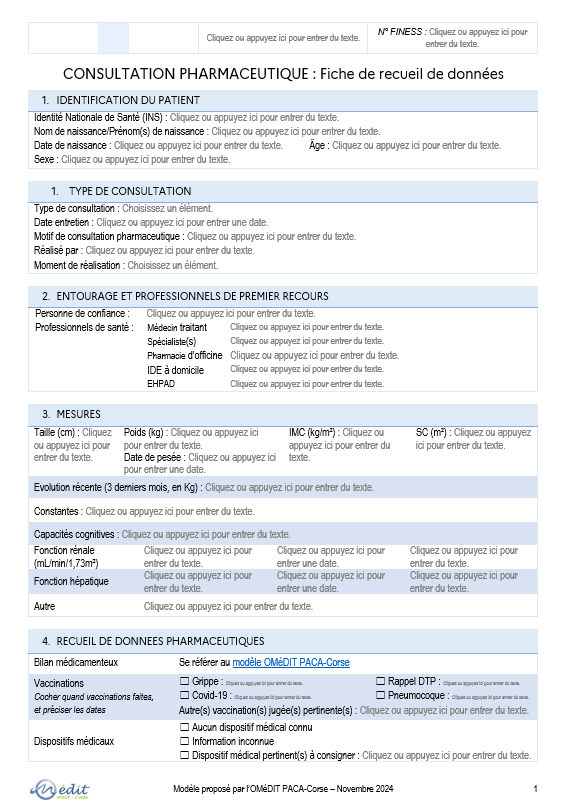 Cliquez ou appuyez ici pour entrer du texte.
N° FINESS : Cliquez ou appuyez ici pour
entrer du texte.
CONSULTATION PHARMACEUTIQUE : Fiche de recueil de données
1. IDENTIFICATION DU PATIENT
Identité Nationale de Santé (INS) : Cliquez ou appuyez ici pour entrer du texte.
Nom de naissance/Prénom(s) de naissance : Cliquez ou appuyez ici pour entrer du texte.
Date de naissance : Cliquez ou appuyez ici pour entrer du texte. Âge : Cliquez ou appuyez ici pour entrer du texte.
Sexe : Cliquez ou appuyez ici pour entrer du texte.
1. TYPE DE CONSULTATION
Type de consultation : Choisissez un élément.
Date entretien : Cliquez ou appuyez ici pour entrer une date.
Motif de consultation pharmaceutique : Cliquez ou appuyez ici pour entrer du texte.
Réalisé par : Cliquez ou appuyez ici pour entrer du texte.
Moment de réalisation : Choisissez un élément.
2. ENTOURAGE ET PROFESSIONNELS DE PREMIER RECOURS
Personne de confiance : Cliquez ou appuyez ici pour entrer du texte.
Professionnels de santé : Médecin traitant Cliquez ou appuyez ici pour entrer du texte.
Spécialiste(s) Cliquez ou appuyez ici pour entrer du texte.
Pharmacie d'officine Cliquez ou appuyez ici pour entrer du texte.
IDE à domicile Cliquez ou appuyez ici pour entrer du texte.
EHPAD Cliquez ou appuyez ici pour entrer du texte.
3. MESURES
Taille (cm) : Cliquez
ou appuyez ici pour
entrer du texte.
Poids (kg) : Cliquez ou appuyez ici
pour entrer du texte.
Date de pesée : Cliquez ou appuyez ici
pour entrer une date.
IMC (kg/m²) : Cliquez ou
appuyez ici pour entrer du
texte.
SC (m²) : Cliquez ou appuyez
ici pour entrer du texte.
Evolution récente (3 derniers mois, en Kg) : Cliquez ou appuyez ici pour entrer du texte.
Constantes : Cliquez ou appuyez ici pour entrer du texte.
Capacités cognitives : Cliquez ou appuyez ici pour entrer du texte.
Fonction rénale
(mL/min/1,73m²)
Cliquez ou appuyez ici pour
entrer du texte.
Cliquez ou appuyez ici pour
entrer une date.
Cliquez ou appuyez ici pour
entrer du texte.
Fonction hépatique
Cliquez ou appuyez ici pour
entrer du texte.
Cliquez ou appuyez ici pour
entrer une date.
Cliquez ou appuyez ici pour
entrer du texte.
Autre Cliquez ou appuyez ici pour entrer du texte.
4. RECUEIL DE DONNEES PHARMACEUTIQUES
Bilan médicamenteux Se référer au modèle OMéDIT PACA-Corse
Vaccinations
Cocher quand vaccinations faites,
et préciser les dates
☐ Grippe : Cliquez ou appuyez ici pour entrer du texte. ☐ Rappel DTP : Cliquez ou appuyez ici pour entrer du texte.
☐ Covid-19 : Cliquez ou appuyez ici pour entrer du texte. ☐ Pneumocoque : Cliquez ou appuyez ici pour entrer du texte.
Autre(s) vaccination(s) jugée(s) pertinente(s) : Cliquez ou appuyez ici pour entrer du texte.
Dispositifs médicaux
☐ Aucun dispositif médical connu
☐ Information inconnue
☐ Dispositif médical pertinent(s) à consigner : Cliquez ou appuyez ici pour entrer du texte.
Omédit
PACA - CORSE
Modèle proposé par l'OMéDIT PACA-Corse – Novembre 2024
1